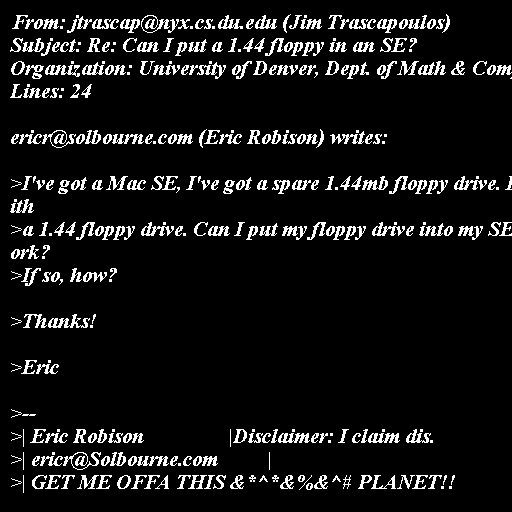 From: jtrascap@nyx.cs.du.edu (Jim Trascapoulos)
Subject: Re: Can I put a 1.44 floppy in an SE?
Organization: University of Denver, Dept. of Math & Com
Lines: 24
ericr@solbourne.com (Eric Robison) writes:
>I've got a Mac SE, I've got a spare 1.44mb floppy drive.
ith
>a 1.44 floppy drive. Can I put my floppy drive into my SE
ork?
>If so, how?
>Thanks!
>Eric
>--
>| Eric Robison |Disclaimer: I claim dis.
>| ericr@Solbourne.com |
>| GET ME OFFA THIS &*^*&%&^# PLANET!!